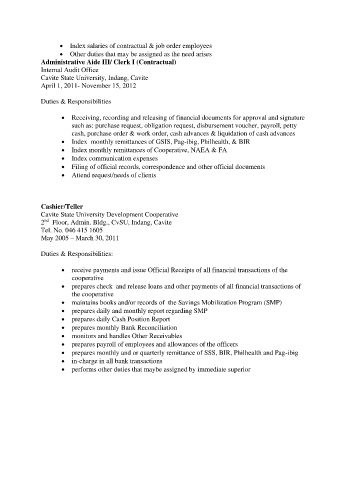 • Index salaries of contractual & job order employees
• Other duties that may be assigned as the need arises
Administrative Aide III/ Clerk I (Contractual)
Internal Audit Office
Cavite State University, Indang, Cavite
April 1, 2011- November 15, 2012
Duties & Responsibilities
• Receiving, recording and releasing of financial documents for approval and signature
such as: purchase request, obligation request, disbursement voucher, payroll, petty
cash, purchase order & work order, cash advances & liquidation of cash advances
• Index  monthly remittances of GSIS, Pag-ibig, Philhealth, & BIR
• Index monthly remittances of Cooperative, NAEA & FA
• Index communication expenses
• Filing of official records, correspondence and other official documents
• Attend request/needs of clients
Cashier/Teller
Cavite State University Development Cooperative
2nd  Floor, Admin. Bldg., CvSU, Indang, Cavite
Tel. No. 046 415 1605
May 2005 – March 30, 2011
Duties & Responsibilities:
• receive payments and issue Official Receipts of all financial transactions of the
cooperative
• prepares check  and release loans and other payments of all financial transactions of
the cooperative
• maintains books and/or records of  the Savings Mobilization Program (SMP)
• prepares daily and monthly report regarding SMP
• prepares daily Cash Position Report
• prepares monthly Bank Reconciliation
• monitors and handles Other Receivables
• prepares payroll of employees and allowances of the officers
• prepares monthly and or quarterly remittance of SSS, BIR, Philhealth and Pag-ibig
• in-charge in all bank transactions
• performs other duties that maybe assigned by immediate superior